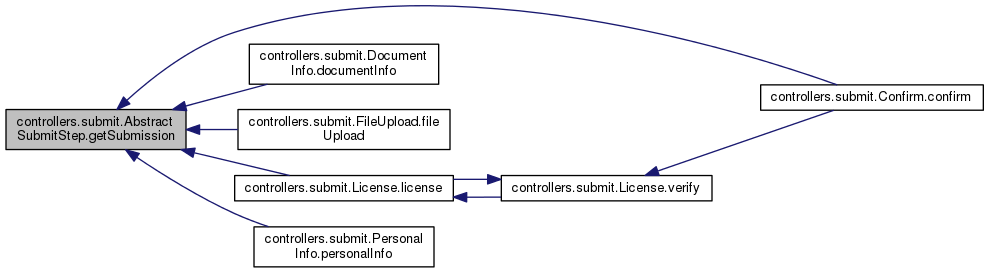 controllers.submit.Abstract
SubmitStep.getSubmission
controllers.submit.Document
Info.documentInfo
controllers.submit.FileUpload.file
Upload
controllers.submit.License.license
controllers.submit.Personal
Info.personalInfo
controllers.submit.License.verify
controllers.submit.Confirm.confirm